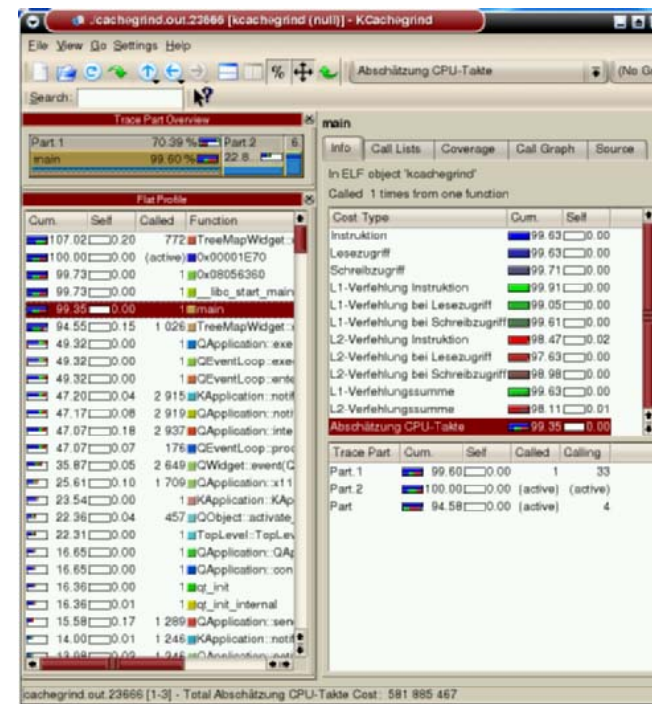 ./cachegrind.out.23666 [kcachegrind (null)] - KCachegrind
File View Go Settings Help
% Abschätzung CPU-Takte (No G
Search:
Trace Part Overview
Part 1 70.39 % Part 2 6
main 99.60 % 22.8..
Flat Profile
Cum. Self Called Function
107.02 0.20 772 TreeMapWidget::
100.00 0.00 (active) 0x00001E70
99.73 0.00 1 0x08056360
99.73 0.00 1 __libc_start_main
99.35 0.00 1 main
94.55 0.15 1 026 TreeMapWidget::
49.32 0.00 1 QApplication::exe
49.32 0.00 1 QEventLoop::exe
49.32 0.00 1 QEventLoop::ente
47.20 0.04 2 915 KApplication::notif
47.17 0.08 2 919 QApplication::noti
47.07 0.18 2 937 QApplication::inte
47.07 0.07 176 QEventLoop::proc
35.87 0.05 2 649 QWidget::event(Q
25.61 0.10 1 709 QApplication::x11
23.54 0.00 1 KApplication::KAp
22.36 0.04 457 QObject::activate_
22.31 0.00 1 TopLevel::TopLev
16.65 0.00 1 QApplication::QAp
16.65 0.00 1 QApplication::con
16.36 0.00 1 qt_init
16.36 0.01 1 qt_init_internal
15.58 0.17 1 289 QApplication::sen
14.00 0.01 1 246 KApplication::notif
main
Info Call Lists Coverage Call Graph Source
In ELF object 'kcachegrind'
Called 1 times from one function
Cost Type Cum. Self
Instruktion 99.63 0.00
Lesezugriff 99.63 0.00
Schreibzugriff 99.71 0.00
L1-Verfehlung Instruktion 99.91 0.00
L1-Verfehlung bei Lesezugriff 99.05 0.00
L1-Verfehlung bei Schreibzugriff 99.61 0.00
L2-Verfehlung Instruktion 98.47 0.02
L2-Verfehlung bei Lesezugriff 97.63 0.00
L2-Verfehlung bei Schreibzugriff 98.98 0.00
L1-Verfehlungssumme 99.63 0.00
L2-Verfehlungssumme 98.11 0.01
Abschätzung CPU-Takte 99.35 0.00
Trace Part Cum. Self Called Calling
Part.1 99.60 0.00 1 33
Part.2 100.00 0.00 (active) (active)
Part 94.58 0.00 (active) 4
cachegrind.out.23666 [1-3] - Total Abschätzung CPU-Takte Cost: 581 885 467